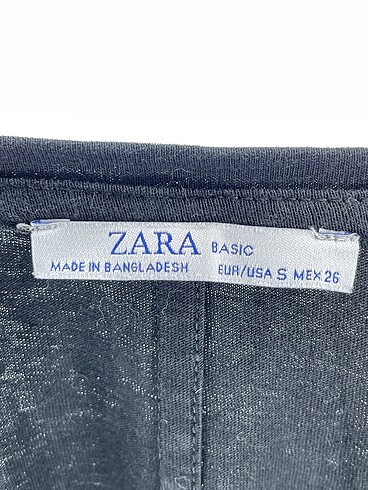 ZARA BASIC
MADE IN BANGLADESH EUR/USA S MEX 26